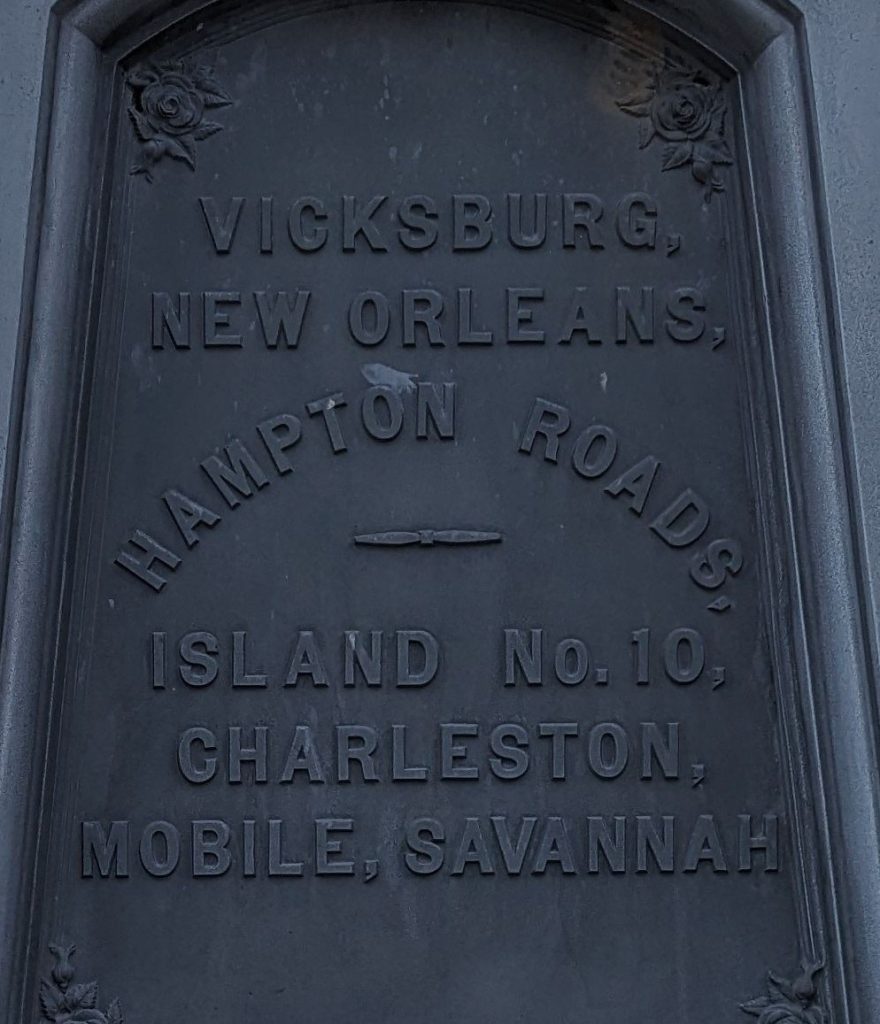 VICKSBURG,
NEW ORLEANS,
HAMPTON ROADS,
ISLAND No. 10,
CHARLESTON,
MOBILE, SAVANNAH